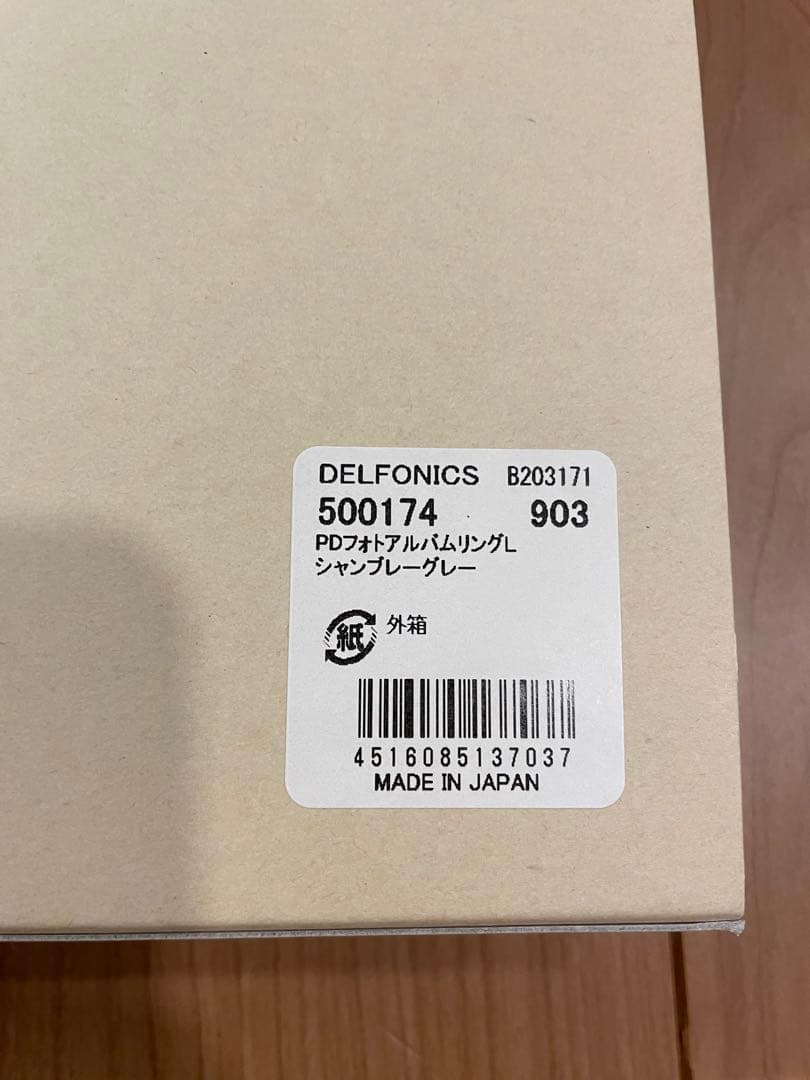 DELFONICS B203171
500174 903
PDフォトアルバムリングL
シャンブレーグレー
紙 外箱
4516085137037
MADE IN JAPAN